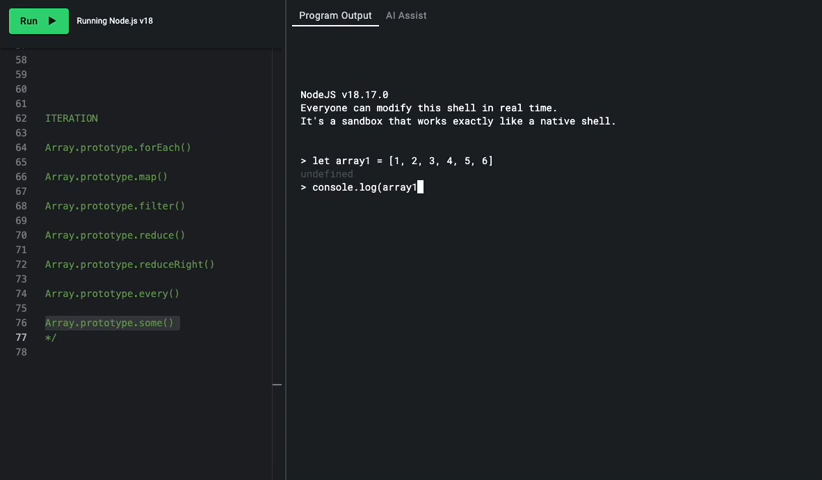 Run
Running Node.js v18
Program Output
AI Assist
58
59
60
61
62 ITERATION
63
64 Array.prototype.forEach()
65
66 Array.prototype.map()
67
68 Array.prototype.filter()
69
70 Array.prototype.reduce()
71
72 Array.prototype.reduceRight()
73
74 Array.prototype.every()
75
76 Array.prototype.some()
77 */
78
NodeJS v18.17.0
Everyone can modify this shell in real time.
It's a sandbox that works exactly like a native shell.
> let array1 = [1, 2, 3, 4, 5, 6]
undefined
> console.log(array1